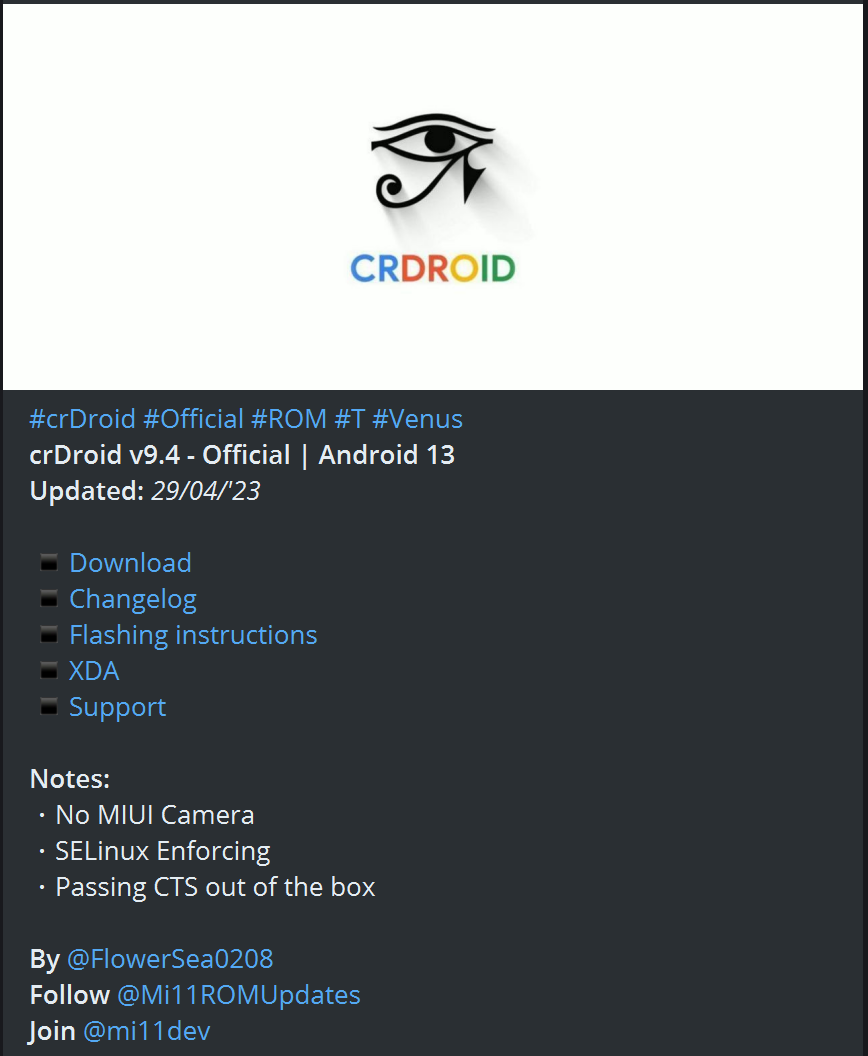 CRDROID
#crDroid #Official #ROM #T #Venus
crDroid v9.4 - Official | Android 13
Updated: 29/04/'23
▪ Download
▪ Changelog
▪ Flashing instructions
▪ XDA
▪ Support
Notes:
· No MIUI Camera
· SELinux Enforcing
· Passing CTS out of the box
By @FlowerSea0208
Follow @Mi11ROMUpdates
Join @mi11dev